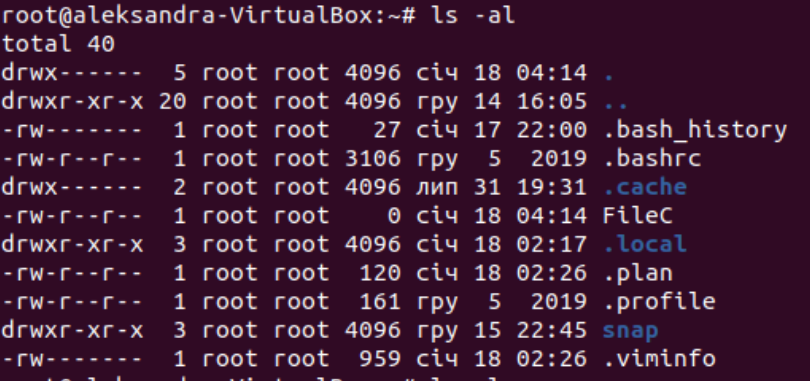 root@aleksandra-VirtualBox:~# ls -al
total 40
drwx------  5 root root 4096 січ 18 04:14 .
drwxr-xr-x 20 root root 4096 гру 14 16:05 ..
-rw-------  1 root root   27 січ 17 22:00 .bash_history
-rw-r--r--  1 root root 3106 гру  5  2019 .bashrc
drwx------  2 root root 4096 лип 31 19:31 .cache
-rw-r--r--  1 root root    0 січ 18 04:14 FileC
drwxr-xr-x  3 root root 4096 січ 18 02:17 .local
-rw-r--r--  1 root root  120 січ 18 02:26 .plan
-rw-r--r--  1 root root  161 гру  5  2019 .profile
drwxr-xr-x  3 root root 4096 гру 15 22:45 snap
-rw-------  1 root root  959 січ 18 02:26 .viminfo